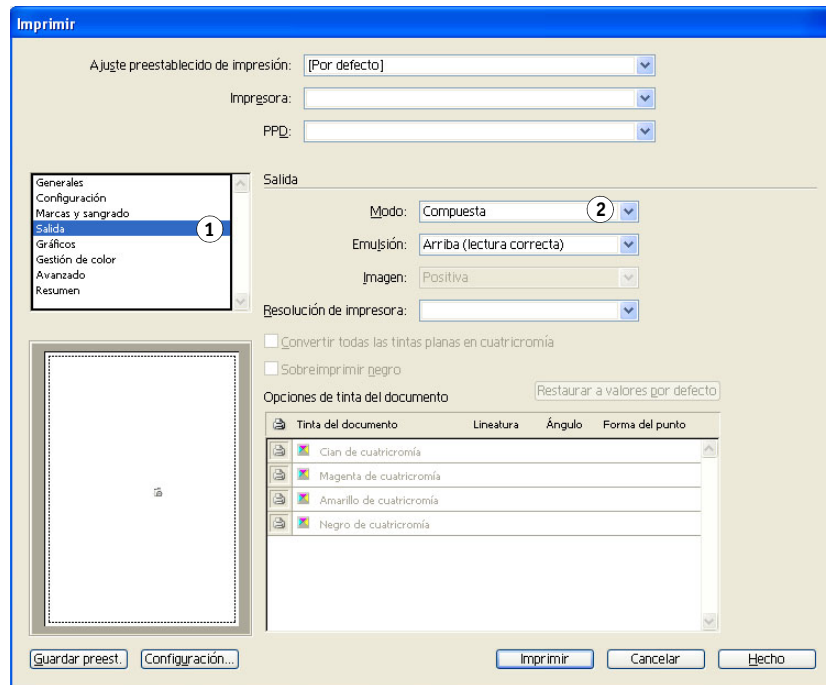 Imprimir
Ajuste preestablecido de impresión: [Por defecto]
Impresora:
PPD:
Generales
Configuración
Marcas y sangrado
Salida 1
Gráficos
Gestión de color
Avanzado
Resumen
Salida
Modo: Compuesta 2
Emulsión: Arriba (lectura correcta)
Imagen: Positiva
Resolución de impresora:
Convertir todas las tintas planas en cuatricromía
Sobreimprimir negro
Opciones de tinta del documento
Restaurar a valores por defecto
Tinta del documento Lineatura Ángulo Forma del punto
Cian de cuatricromía
Magenta de cuatricromía
Amarillo de cuatricromía
Negro de cuatricromía
Guardar preest. Configuración... Imprimir Cancelar Hecho